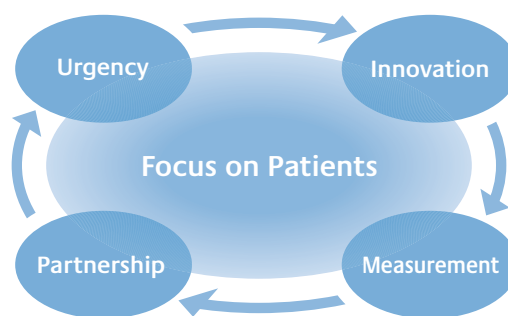 Urgency
Innovation
Focus on Patients
Partnership
Measurement